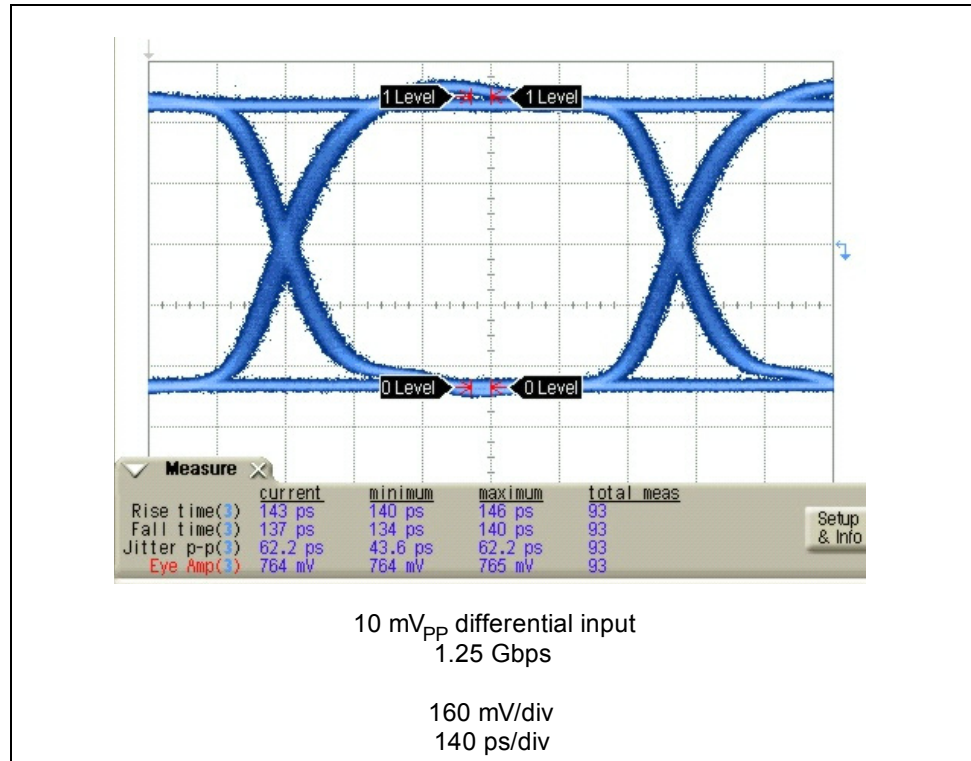 1 Level 1 Level
0 Level 0 Level
Measure
current minimum maximum total meas
Rise time(3) 143 ps 140 ps 146 ps 93
Fall time(3) 137 ps 134 ps 140 ps 93
Jitter p-p(3) 62.2 ps 43.6 ps 62.2 ps 93
Eye Amp(3) 764 mV 764 mV 765 mV 93
Setup
& Info
10 mVPP differential input
1.25 Gbps
160 mV/div
140 ps/div